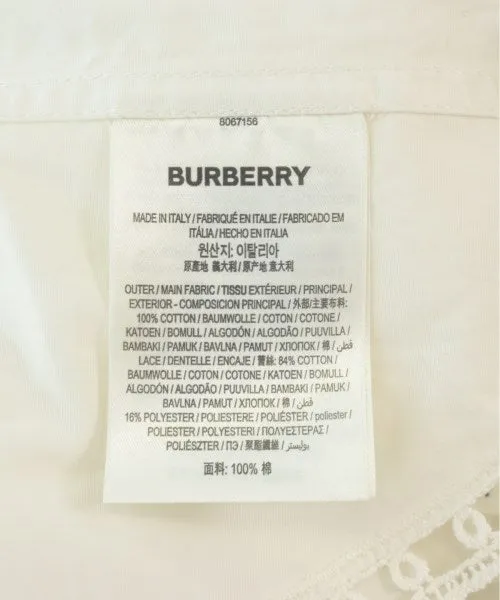 8067156
BURBERRY
MADE IN ITALY / FABRIQUÉ EN ITALIE / FABRICADO EM
ITÁLIA / HECHO EN ITALIA
원산지: 이탈리아
原產地 義大利 / 原产地 意大利
OUTER / MAIN FABRIC / TISSU EXTÉRIEUR / PRINCIPAL /
EXTERIOR - COMPOSICION PRINCIPAL / 外部/主要布料:
100% COTTON / BAUMWOLLE / COTON / COTONE /
KATOEN / BOMULL / ALGODÓN / ALGODÃO / PUUVILLA /
BAMBAKI / PAMUK / BAVLNA / PAMUT / ХЛОПОК / 棉 / قطن /
LACE / DENTELLE / ENCAJE / 蕾絲: 84% COTTON /
BAUMWOLLE / COTON / COTONE / KATOEN / BOMULL /
ALGODÓN / ALGODÃO / PUUVILLA / BAMBAKI / PAMUK /
BAVLNA / PAMUT / ХЛОПОК / 棉 / قطن /
16% POLYESTER / POLIESTERE / POLIÉSTER / poliester /
POLIESTER / POLYESTERI / ΠΟΛΥΕΣΤΕΡΑΣ /
POLIÉSZTER / ПЭ / 聚酯纖維 / بوليستر /
面料: 100% 棉